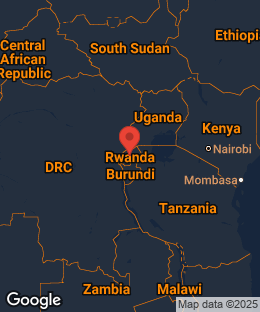 Ethiopia
Central
African
Republic
South Sudan
Uganda
Kenya
Nairobi
Rwanda
Burundi
DRC
Mombasa
Tanzania
Zambia
Malawi
Google
Map data ©2025